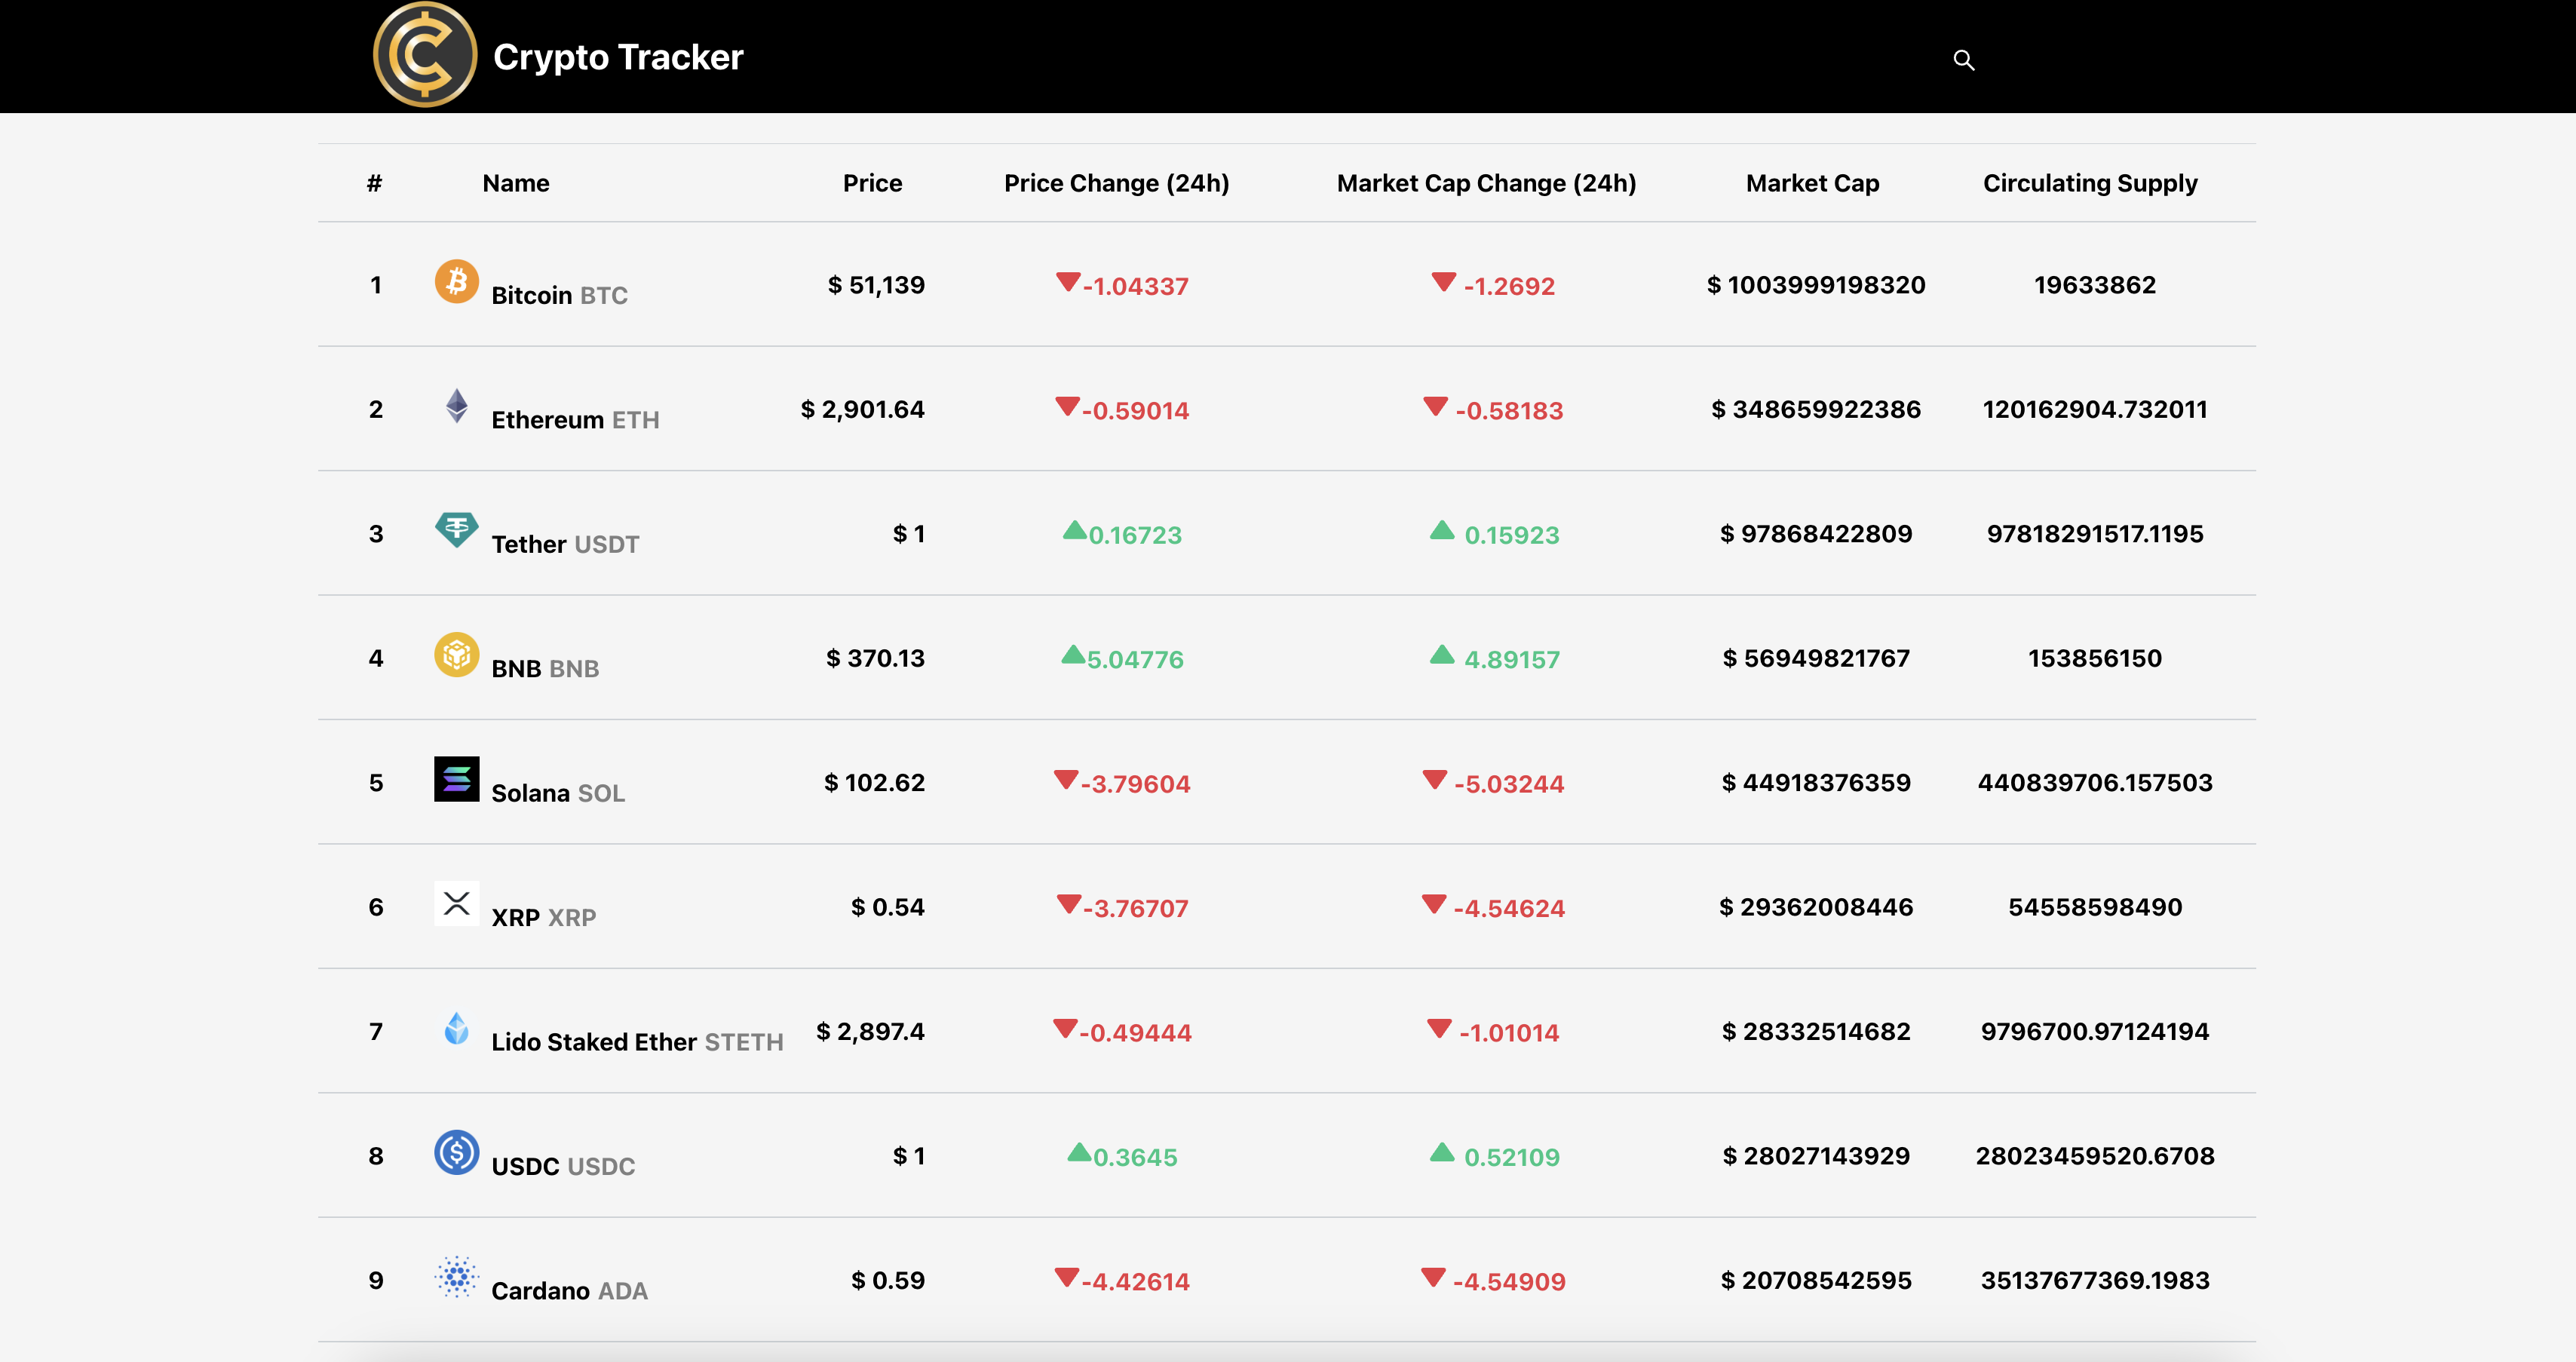 Crypto Tracker
# Name Price Price Change (24h) Market Cap Change (24h) Market Cap Circulating Supply
1 Bitcoin BTC $ 51,139 -1.04337 -1.2692 $ 1003999198320 19633862
2 Ethereum ETH $ 2,901.64 -0.59014 -0.58183 $ 348659922386 120162904.732011
3 Tether USDT $ 1 0.16723 0.15923 $ 97868422809 97818291517.1195
4 BNB BNB $ 370.13 5.04776 4.89157 $ 56949821767 153856150
5 Solana SOL $ 102.62 -3.79604 -5.03244 $ 44918376359 440839706.157503
6 XRP XRP $ 0.54 -3.76707 -4.54624 $ 29362008446 54558598490
7 Lido Staked Ether STETH $ 2,897.4 -0.49444 -1.01014 $ 28332514682 9796700.97124194
8 USDC USDC $ 1 0.3645 0.52109 $ 28027143929 28023459520.6708
9 Cardano ADA $ 0.59 -4.42614 -4.54909 $ 20708542595 35137677369.1983